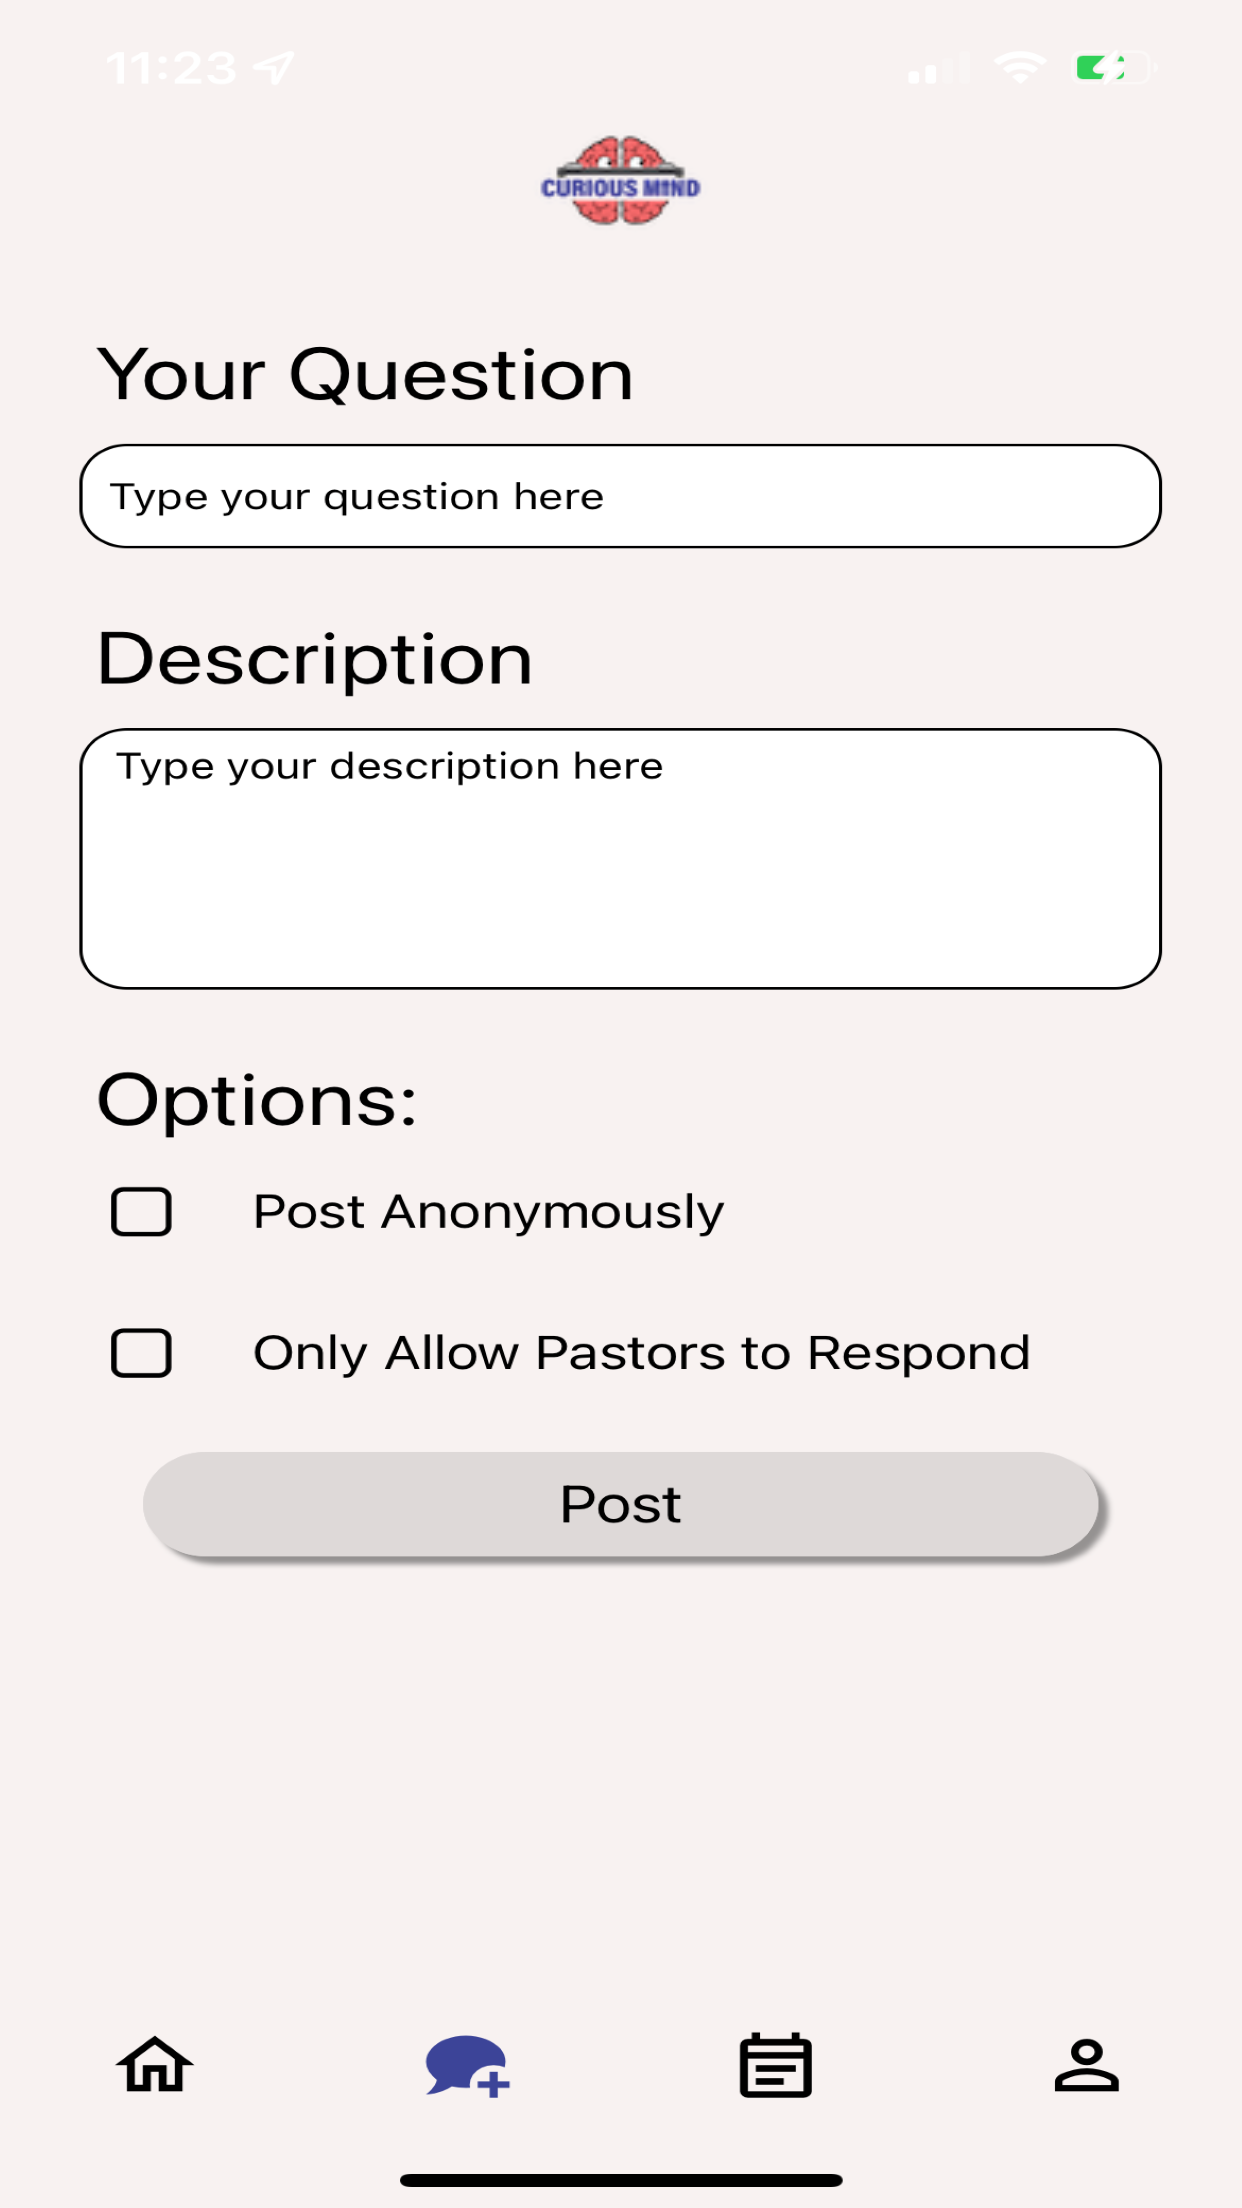 11:23
CURIOUS MIND
Your Question
Type your question here
Description
Type your description here
Options:
Post Anonymously
Only Allow Pastors to Respond
Post